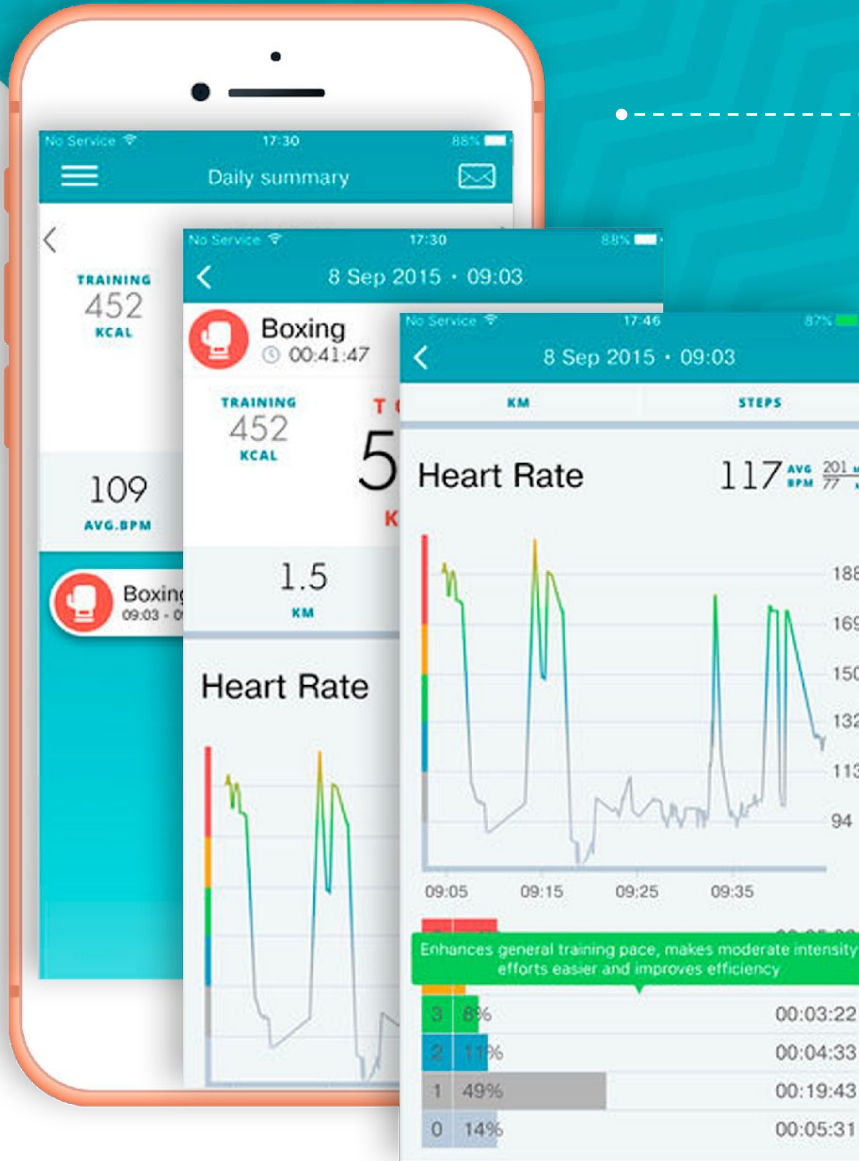 No Service 17:30 88%
Daily summary
TRAINING
452
KCAL
109
AVG.BPM
Boxing
09:03 - 0
No Service 17:30 88%
8 Sep 2015 • 09:03
Boxing
00:41:47
TRAINING
452
KCAL
T
5
K
1.5
KM
Heart Rate
No Service 17:46 87%
8 Sep 2015 • 09:03
KM STEPS
Heart Rate
117 AVG BPM 201 77
188
169
150
132
113
94
09:05 09:15 09:25 09:35
Enhances general training pace, makes moderate intensity
efforts easier and improves efficiency
3 8% 00:03:22
2 11% 00:04:33
1 49% 00:19:43
0 14% 00:05:31